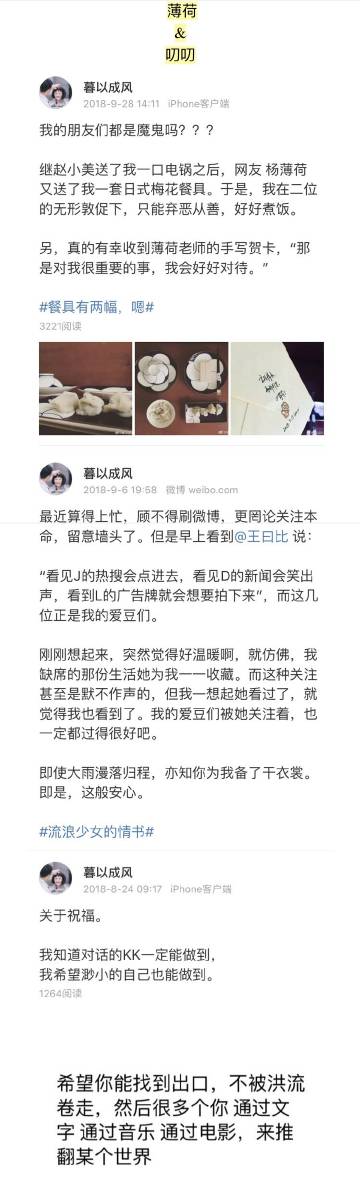 薄荷
&
叨叨
暮以成风
2018-9-28 14:11 iPhone客户端
我的朋友们都是魔鬼吗？？？
继赵小美送了我一口电锅之后，网友 杨薄荷
又送了我一套日式梅花餐具。于是，我在二位
的无形敦促下，只能弃恶从善，好好煮饭。
另，真的有幸收到薄荷老师的手写贺卡，“那
是对我很重要的事，我会好好对待。”
#餐具有两幅，嗯#
3221阅读
暮以成风
2018-9-6 19:58 微博 weibo.com
最近算得上忙，顾不得刷微博，更罔论关注本
命，留意墙头了。但是早上看到@王曰比 说：
“看见J的热搜会点进去，看见D的新闻会笑出
声，看到L的广告牌就会想要拍下来”，而这几
位正是我的爱豆们。
刚刚想起来，突然觉得好温暖啊，就仿佛，我
缺席的那份生活她为我一一收藏。而这种关注
甚至是默不作声的，但我一想起她看过了，就
觉得我也看到了。我的爱豆们被她关注着，也
一定都过得很好吧。
即使大雨漫落归程，亦知你为我备了干衣裳。
即是，这般安心。
#流浪少女的情书#
暮以成风
2018-8-24 09:17 iPhone客户端
关于祝福。
我知道对话的KK一定能做到，
我希望渺小的自己也能做到。
1264阅读
希望你能找到出口，不被洪流
卷走，然后很多个你 通过文
字 通过音乐 通过电影，来推
翻某个世界